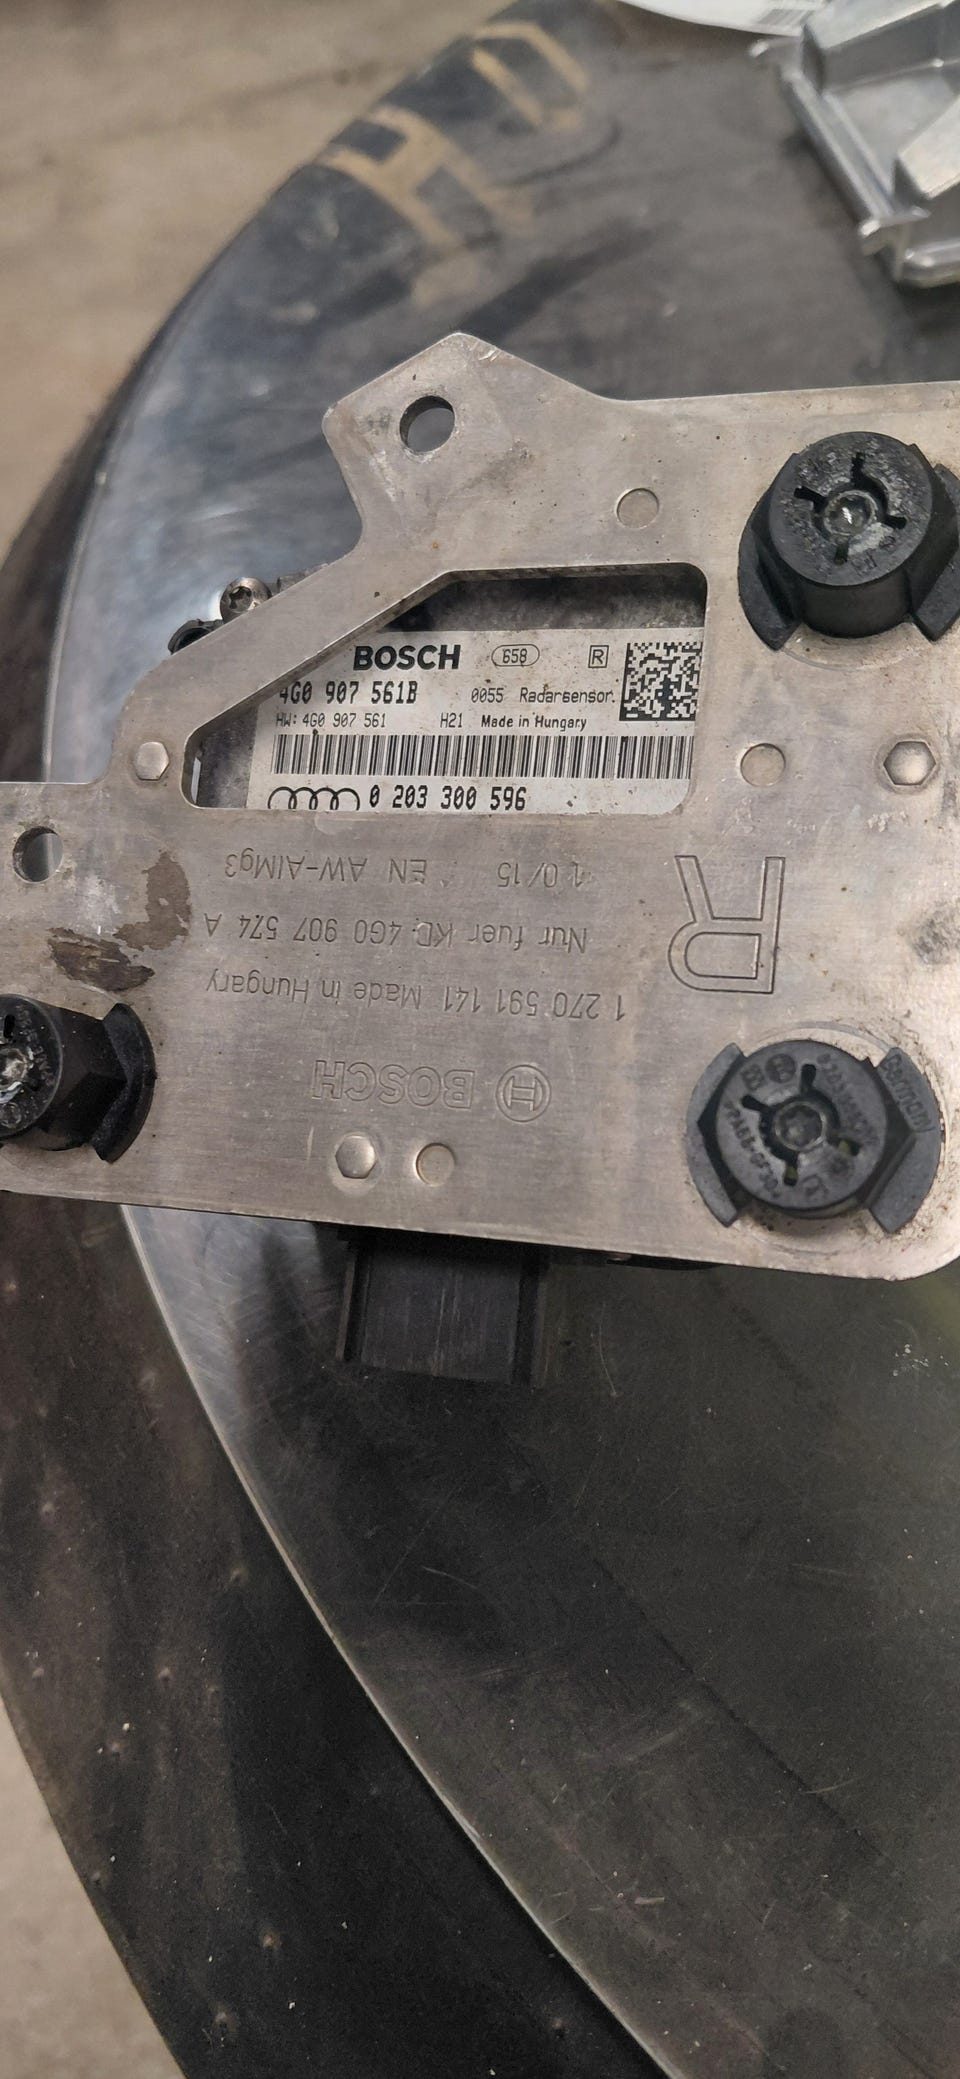 BOSCH 658 R
4G0 907 561B 0055 Radarsensor.
HW: 4G0 907 561 H21 Made in Hungary
0 203 300 596
R
BOSCH
1 270 591 141 Made in Hungary
Nur fuer KD 4G0 907 574 A
10/15 EN AW-AlMg3
Germany